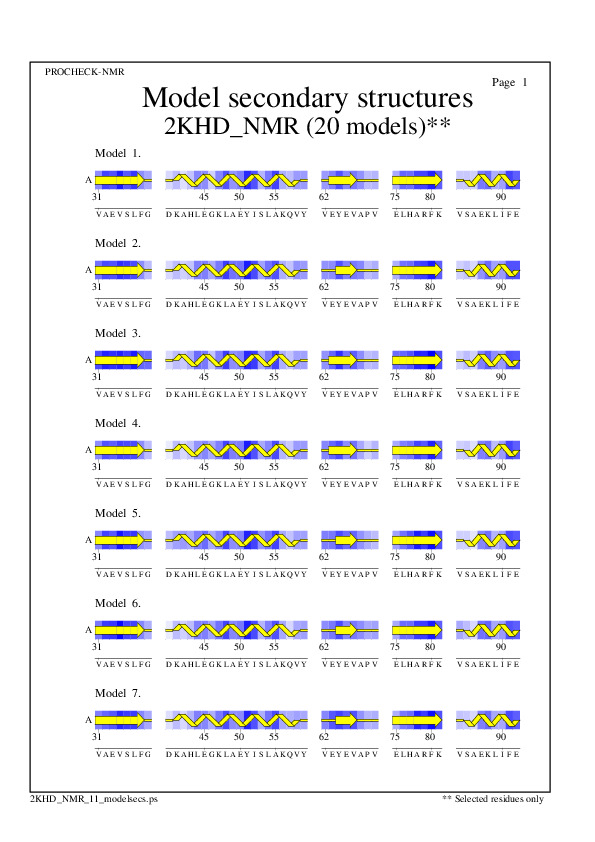 PROCHECK-NMR
Page 1
Model secondary structures
2KHD_NMR (20 models)**
Model 1.
A
31 45 50 55 62 75 80 90
VAEVSLFG DKAHLEGKLAEYISLAKQVY VEYEVAPV ELHARFK VSAEKLIFE
Model 2.
A
31 45 50 55 62 75 80 90
VAEVSLFG DKAHLEGKLAEYISLAKQVY VEYEVAPV ELHARFK VSAEKLIFE
Model 3.
A
31 45 50 55 62 75 80 90
VAEVSLFG DKAHLEGKLAEYISLAKQVY VEYEVAPV ELHARFK VSAEKLIFE
Model 4.
A
31 45 50 55 62 75 80 90
VAEVSLFG DKAHLEGKLAEYISLAKQVY VEYEVAPV ELHARFK VSAEKLIFE
Model 5.
A
31 45 50 55 62 75 80 90
VAEVSLFG DKAHLEGKLAEYISLAKQVY VEYEVAPV ELHARFK VSAEKLIFE
Model 6.
A
31 45 50 55 62 75 80 90
VAEVSLFG DKAHLEGKLAEYISLAKQVY VEYEVAPV ELHARFK VSAEKLIFE
Model 7.
A
31 45 50 55 62 75 80 90
VAEVSLFG DKAHLEGKLAEYISLAKQVY VEYEVAPV ELHARFK VSAEKLIFE
2KHD_NMR_11_modelsecs.ps
** Selected residues only